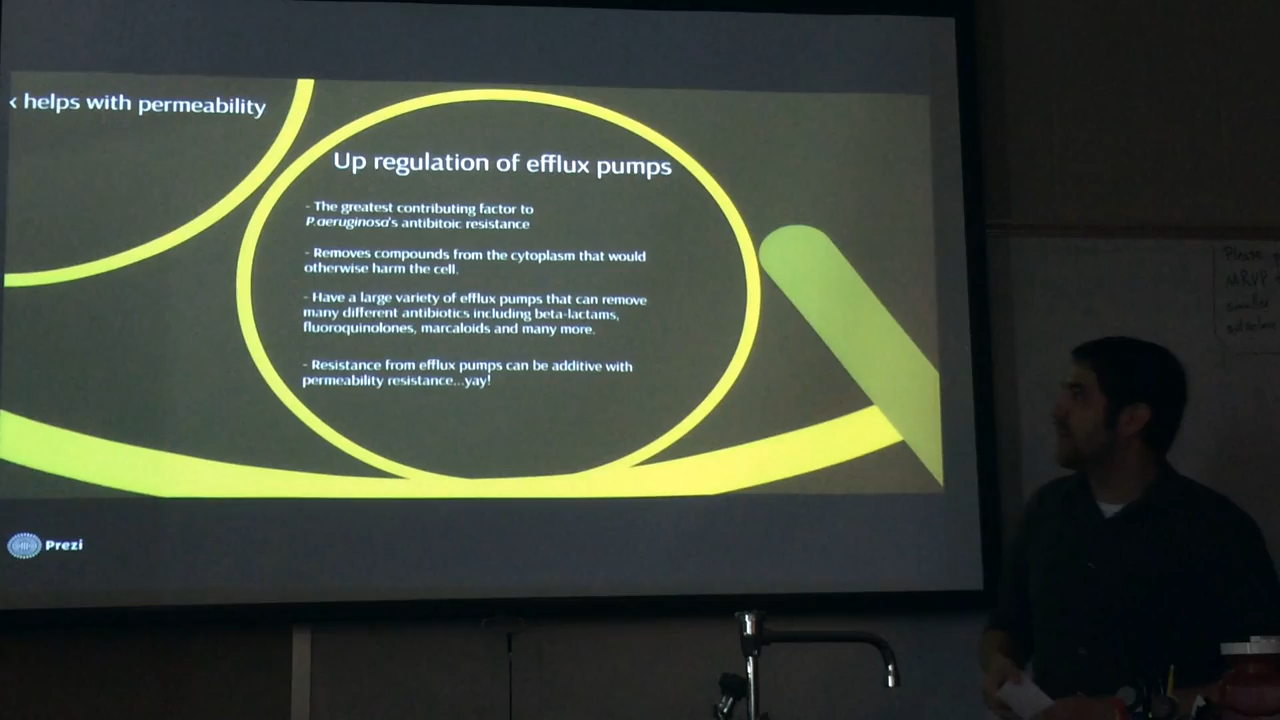 ‹ helps with permeability
Up regulation of efflux pumps
- The greatest contributing factor to
P.aeruginosa's antibitoic resistance
- Removes compounds from the cytoplasm that would
otherwise harm the cell.
- Have a large variety of efflux pumps that can remove
many different antibiotics including beta-lactams,
fluoroquinolones, marcaloids and many more.
- Resistance from efflux pumps can be additive with
permeability resistance...yay!
Prezi
Please